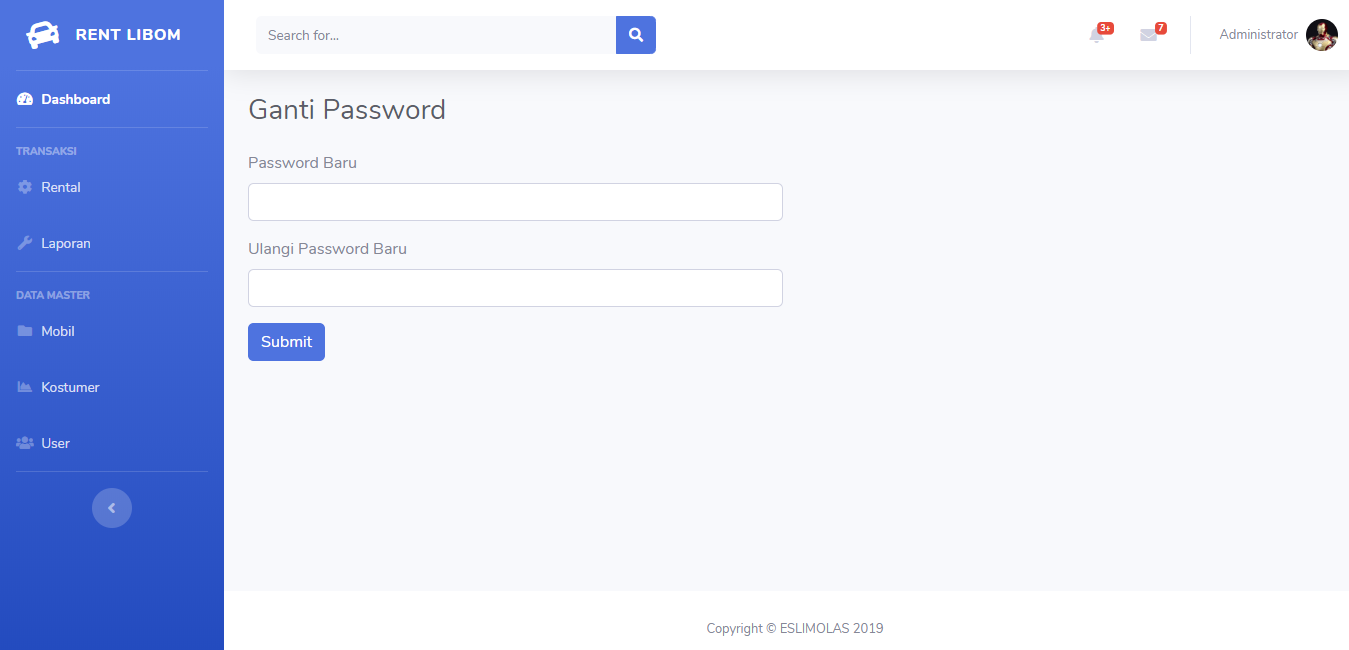 RENT LIBOM
Dashboard
TRANSAKSI
Rental
Laporan
DATA MASTER
Mobil
Kostumer
User
Search for...
3+
7
Administrator
Ganti Password
Password Baru
Ulangi Password Baru
Submit
Copyright © ESLIMOLAS 2019